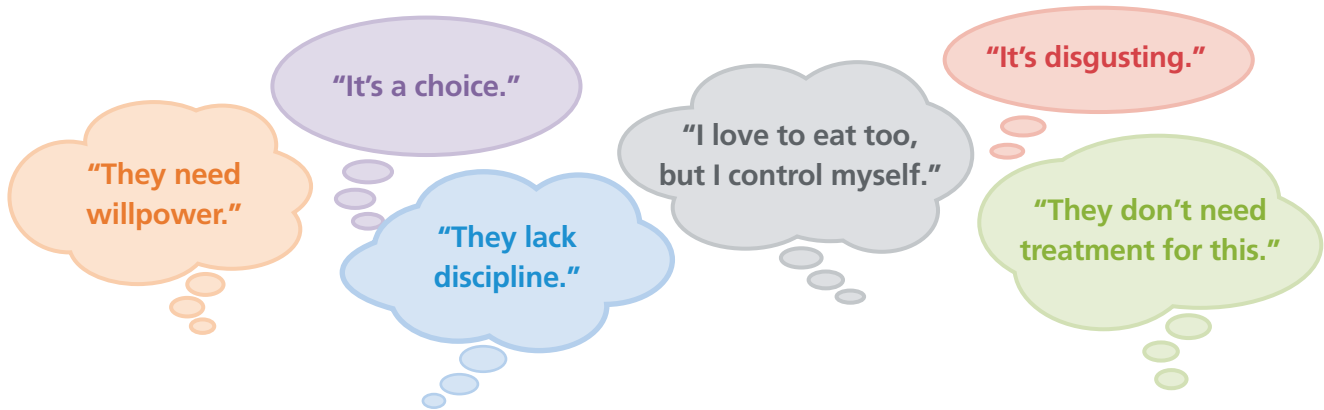 “They need
willpower.”
“It’s a choice.”
“They lack
discipline.”
“I love to eat too,
but I control myself.”
“It’s disgusting.”
“They don’t need
treatment for this.”